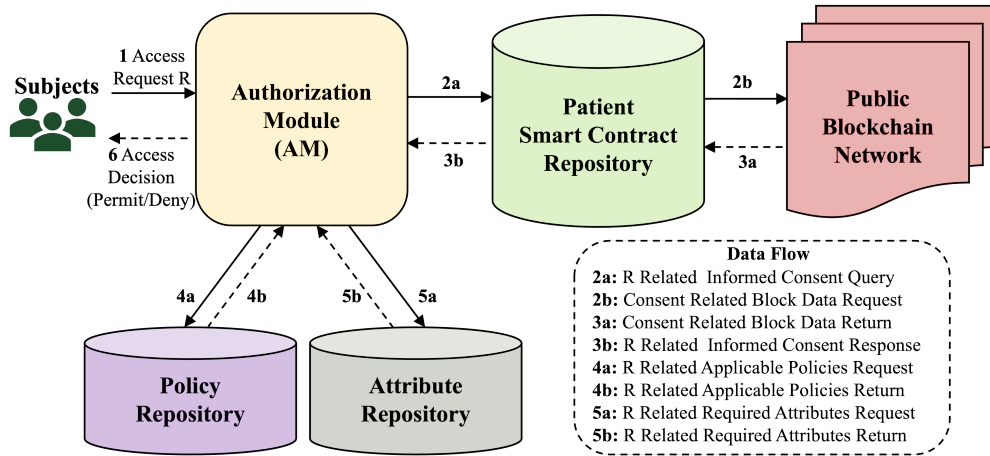 Subjects
1 Access
Request R
6 Access
Decision
(Permit/Deny)
Authorization
Module
(AM)
2a
3b
Patient
Smart Contract
Repository
2b
3a
Public
Blockchain
Network
4a
4b
5b
5a
Policy
Repository
Attribute
Repository
Data Flow
2a: R Related Informed Consent Query
2b: Consent Related Block Data Request
3a: Consent Related Block Data Return
3b: R Related Informed Consent Response
4a: R Related Applicable Policies Request
4b: R Related Applicable Policies Return
5a: R Related Required Attributes Request
5b: R Related Required Attributes Return